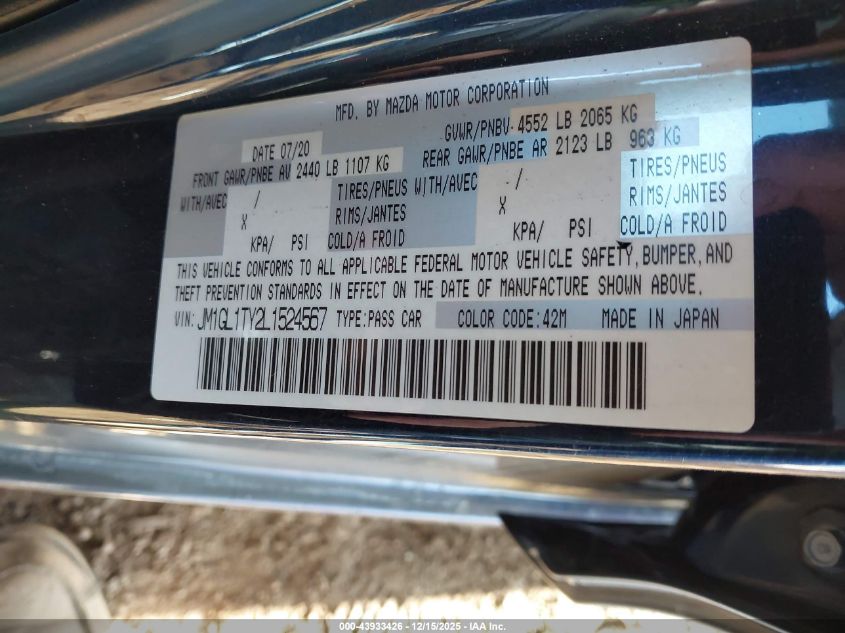 MFD. BY MAZDA MOTOR CORPORATION
DATE 07/20 GVWR/PNBV 4552 LB 2065 KG
FRONT GAWR/PNBE AV 2440 LB 1107 KG REAR GAWR/PNBE AR 2123 LB 963 KG
WITH/AVEC / TIRES/PNEUS WITH/AVEC / TIRES/PNEUS
X RIMS/JANTES X RIMS/JANTES
KPA/ PSI COLD/A FROID KPA/ PSI COLD/A FROID
THIS VEHICLE CONFORMS TO ALL APPLICABLE FEDERAL MOTOR VEHICLE SAFETY, BUMPER, AND
THEFT PREVENTION STANDARDS IN EFFECT ON THE DATE OF MANUFACTURE SHOWN ABOVE.
VIN: JM1GL1TY2L1524567 TYPE:PASS CAR COLOR CODE:42M MADE IN JAPAN
000-43933426 - 12/15/2025 - IAA Inc.